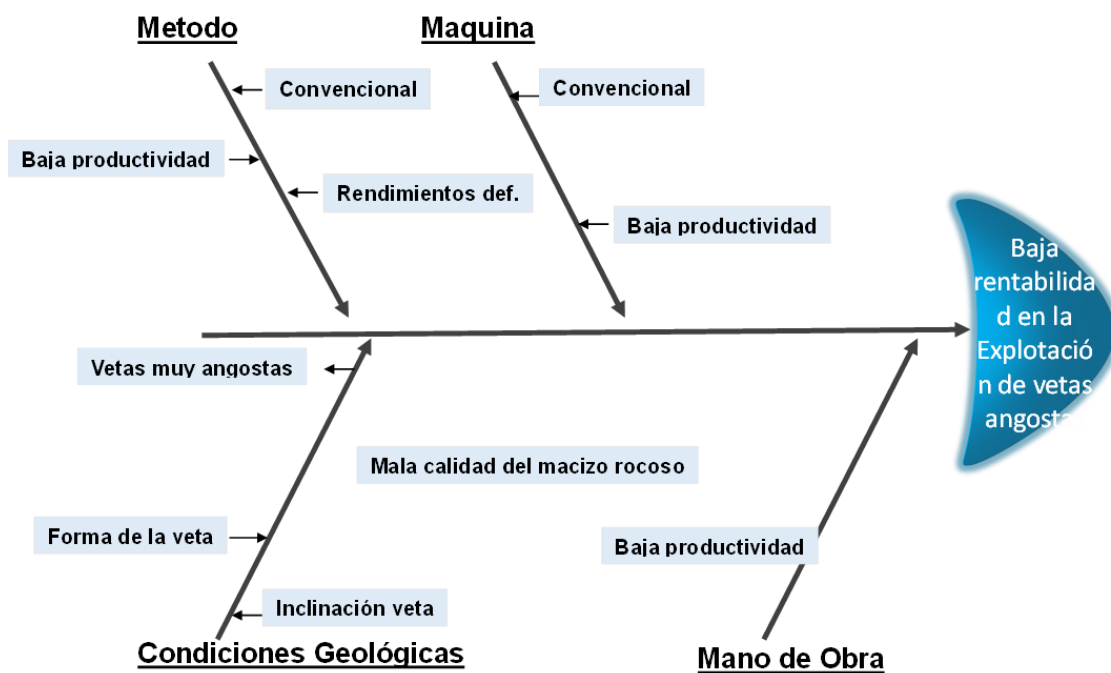 Metodo
Maquina
Convencional
Convencional
Baja productividad
Rendimientos def.
Baja productividad
Baja
rentabilida
d en la
Explotació
n de vetas
angosta
Vetas muy angostas
Mala calidad del macizo rocoso
Forma de la veta
Baja productividad
Inclinación veta
Condiciones Geológicas
Mano de Obra